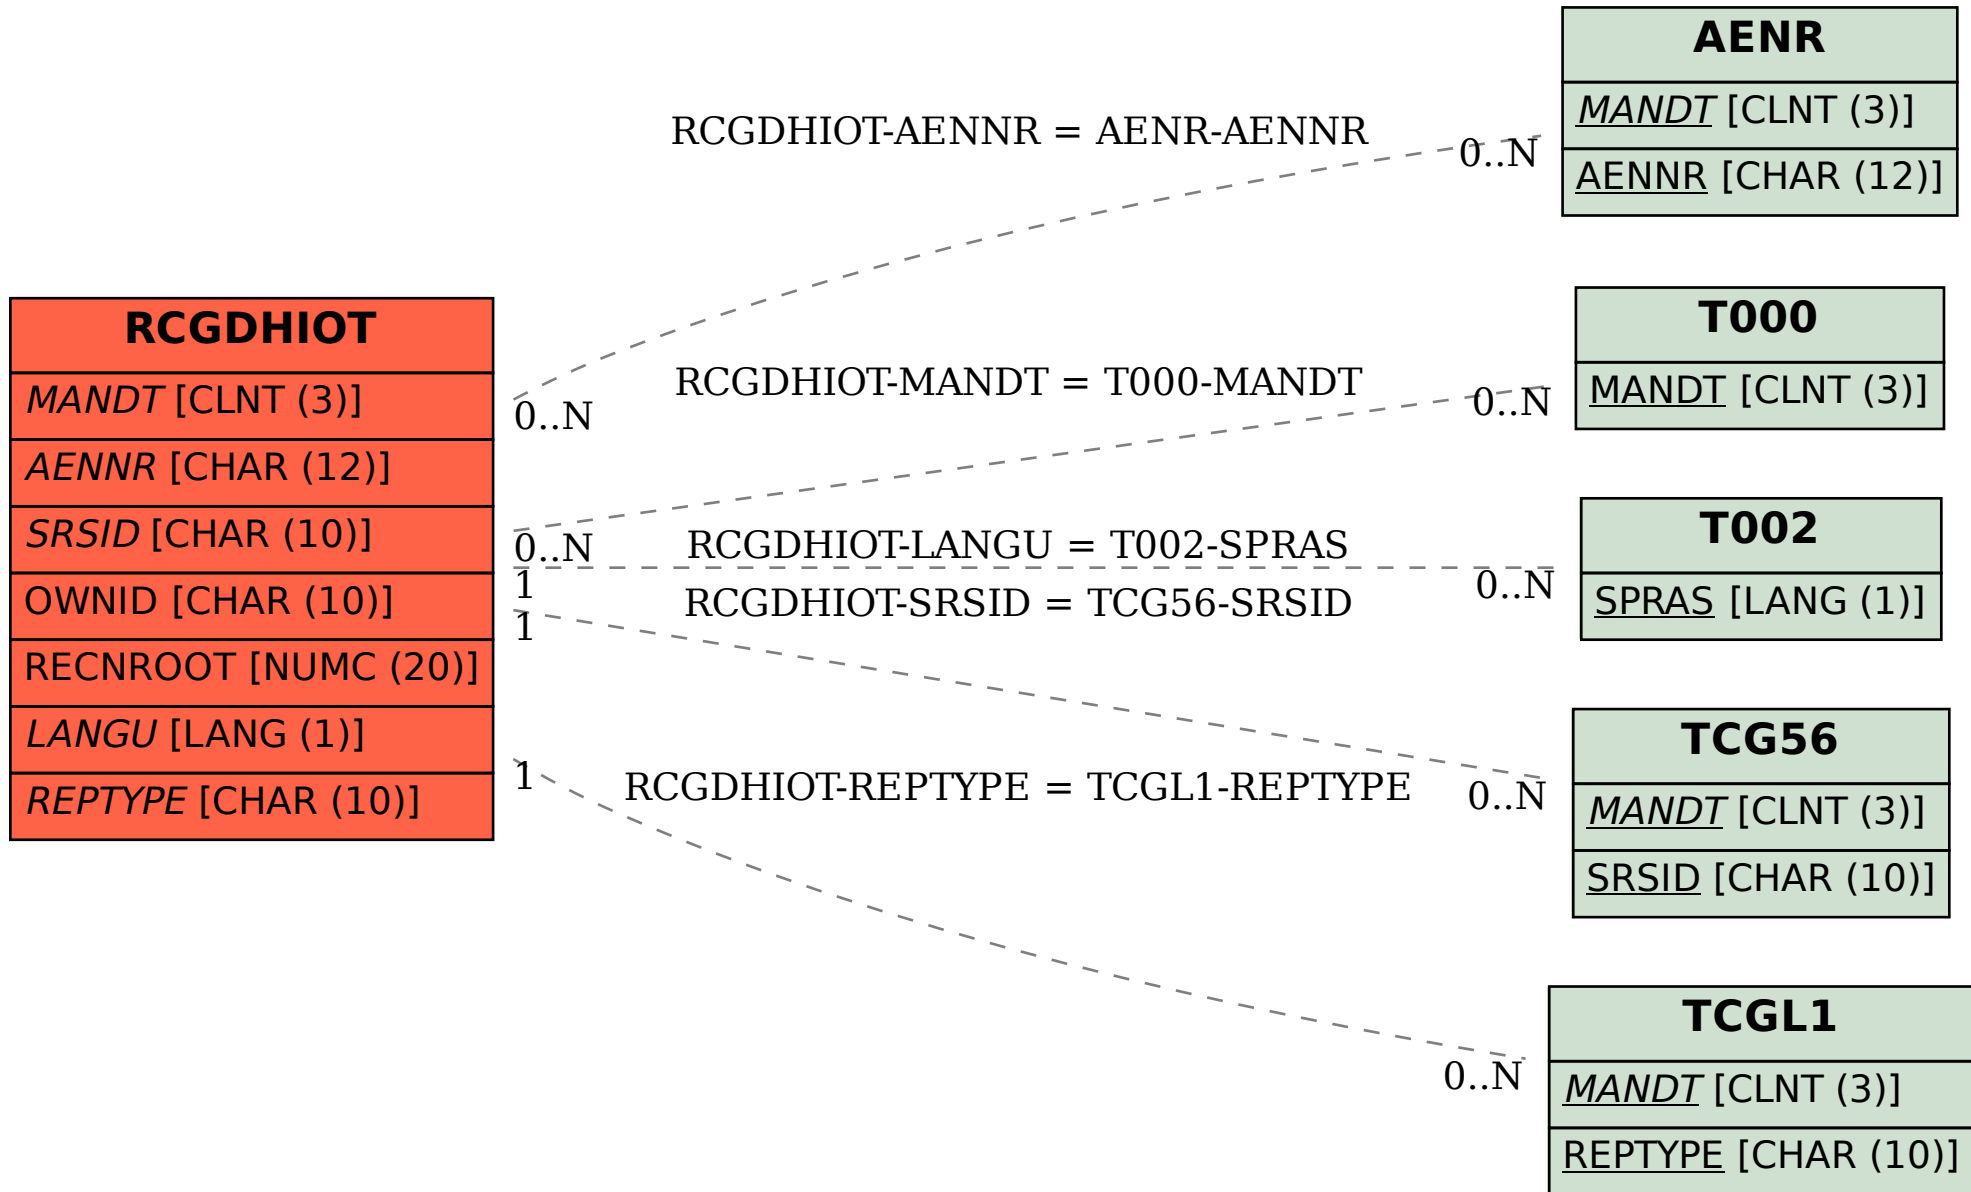 RCGDHIOT
MANDT [CLNT (3)]
AENNR [CHAR (12)]
SRSID [CHAR (10)]
OWNID [CHAR (10)]
RECNROOT [NUMC (20)]
LANGU [LANG (1)]
REPTYPE [CHAR (10)]
RCGDHIOT-AENNR = AENR-AENNR
0..N
0..N
RCGDHIOT-MANDT = T000-MANDT
0..N
0..N
RCGDHIOT-LANGU = T002-SPRAS
1
0..N
RCGDHIOT-SRSID = TCG56-SRSID
1
0..N
RCGDHIOT-REPTYPE = TCGL1-REPTYPE
1
0..N
AENR
MANDT [CLNT (3)]
AENNR [CHAR (12)]
T000
MANDT [CLNT (3)]
T002
SPRAS [LANG (1)]
TCG56
MANDT [CLNT (3)]
SRSID [CHAR (10)]
TCGL1
MANDT [CLNT (3)]
REPTYPE [CHAR (10)]